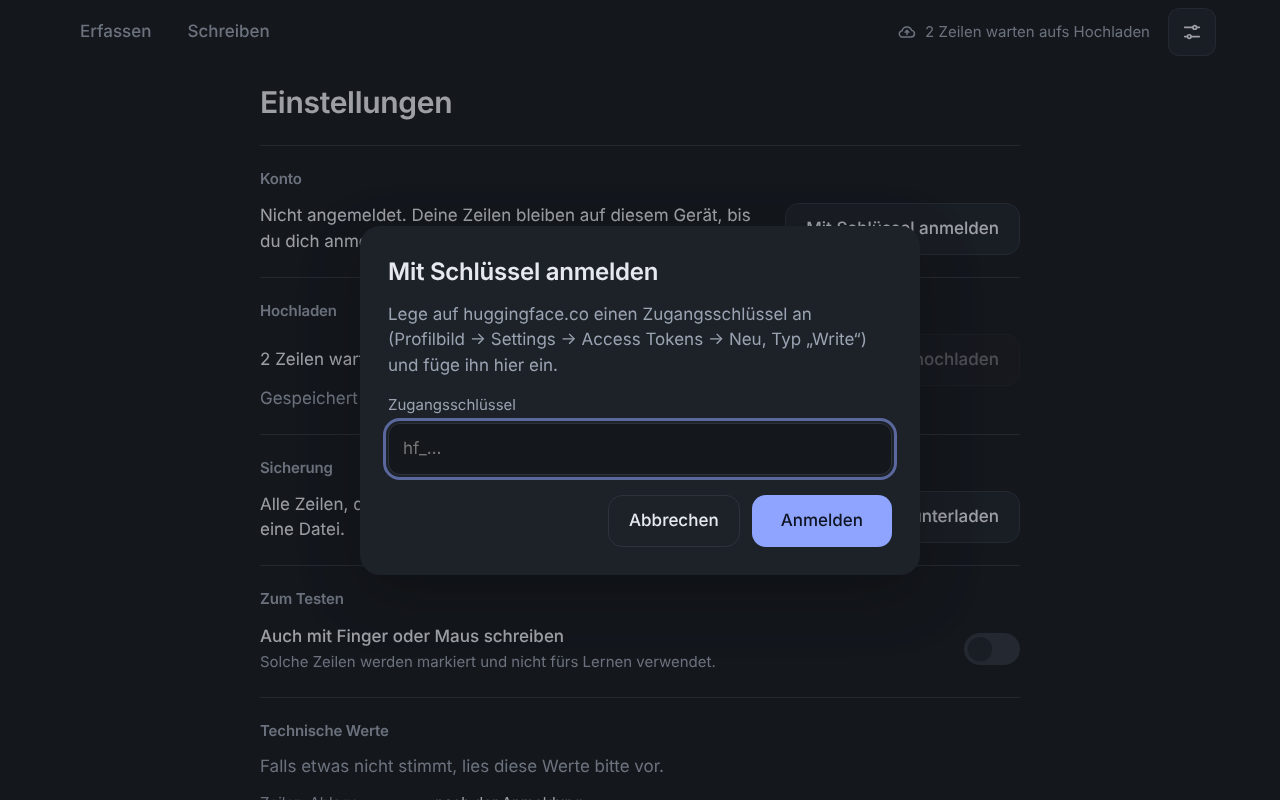 Erfassen
Schreiben
2 Zeilen warten aufs Hochladen
Einstellungen
Konto
Nicht angemeldet. Deine Zeilen bleiben auf diesem Gerät, bis
du dich
Mit Schlüssel anmelden
Mit Schlüssel anmelden
Lege auf huggingface.co einen Zugangsschlüssel an
(Profilbild → Settings → Access Tokens → Neu, Typ „Write“)
und füge ihn hier ein.
Zugangsschlüssel
hf_…
Abbrechen
Anmelden
Hochladen
2 Zeilen
hochladen
Gespeichert
Sicherung
Alle Zeilen,
eine Datei.
unterladen
Zum Testen
Auch mit Finger oder Maus schreiben
Solche Zeilen werden markiert und nicht fürs Lernen verwendet.
Technische Werte
Falls etwas nicht stimmt, lies diese Werte bitte vor.